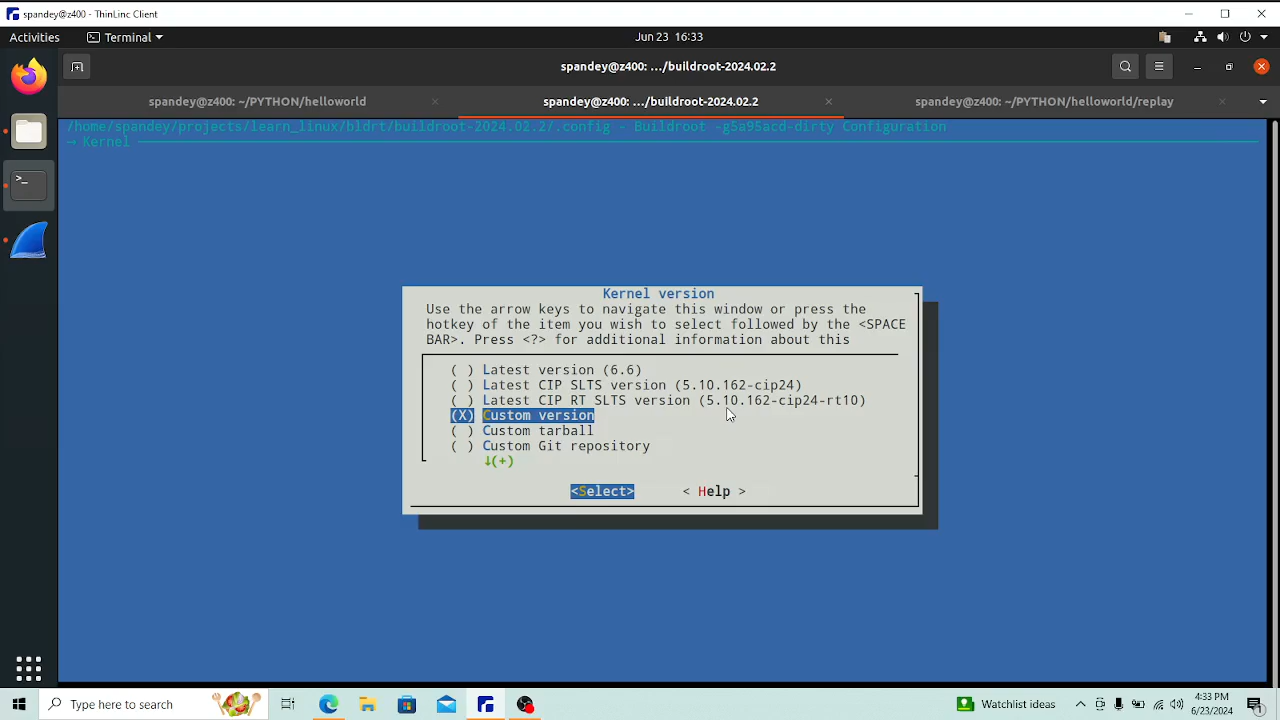 spandey@z400 - ThinLinc Client
Activities
Terminal
Jun 23 16:33
spandey@z400: .../buildroot-2024.02.2
spandey@z400: ~/PYTHON/helloworld
spandey@z400: .../buildroot-2024.02.2
spandey@z400: ~/PYTHON/helloworld/replay
/home/spandey/projects/learn_linux/bldrt/buildroot-2024.02.2/.config - Buildroot -g5a95acd-dirty Configuration
→ Kernel
Kernel version
Use the arrow keys to navigate this window or press the
hotkey of the item you wish to select followed by the <SPACE
BAR>. Press <?> for additional information about this
( ) Latest version (6.6)
( ) Latest CIP SLTS version (5.10.162-cip24)
( ) Latest CIP RT SLTS version (5.10.162-cip24-rt10)
(X) Custom version
( ) Custom tarball
( ) Custom Git repository
↓(+)
<Select>
< Help >
Type here to search
Watchlist ideas
4:33 PM
6/23/2024
1